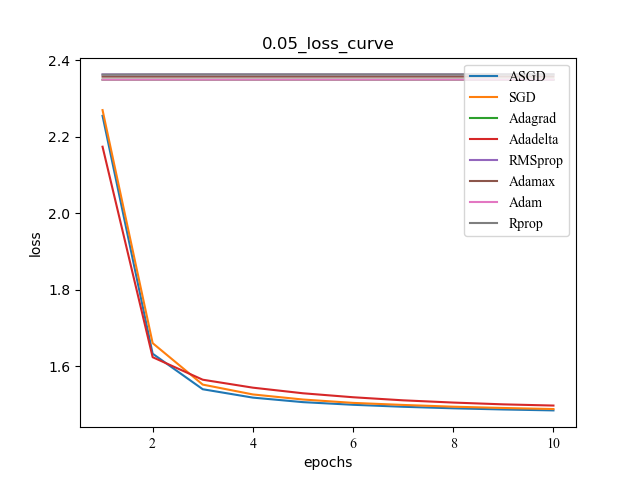 0.05_loss_curve
2.4
2.2
2.0
1.8
1.6
loss
ASGD
SGD
Adagrad
Adadelta
RMSprop
Adamax
Adam
Rprop
2 4 6 8 10
epochs